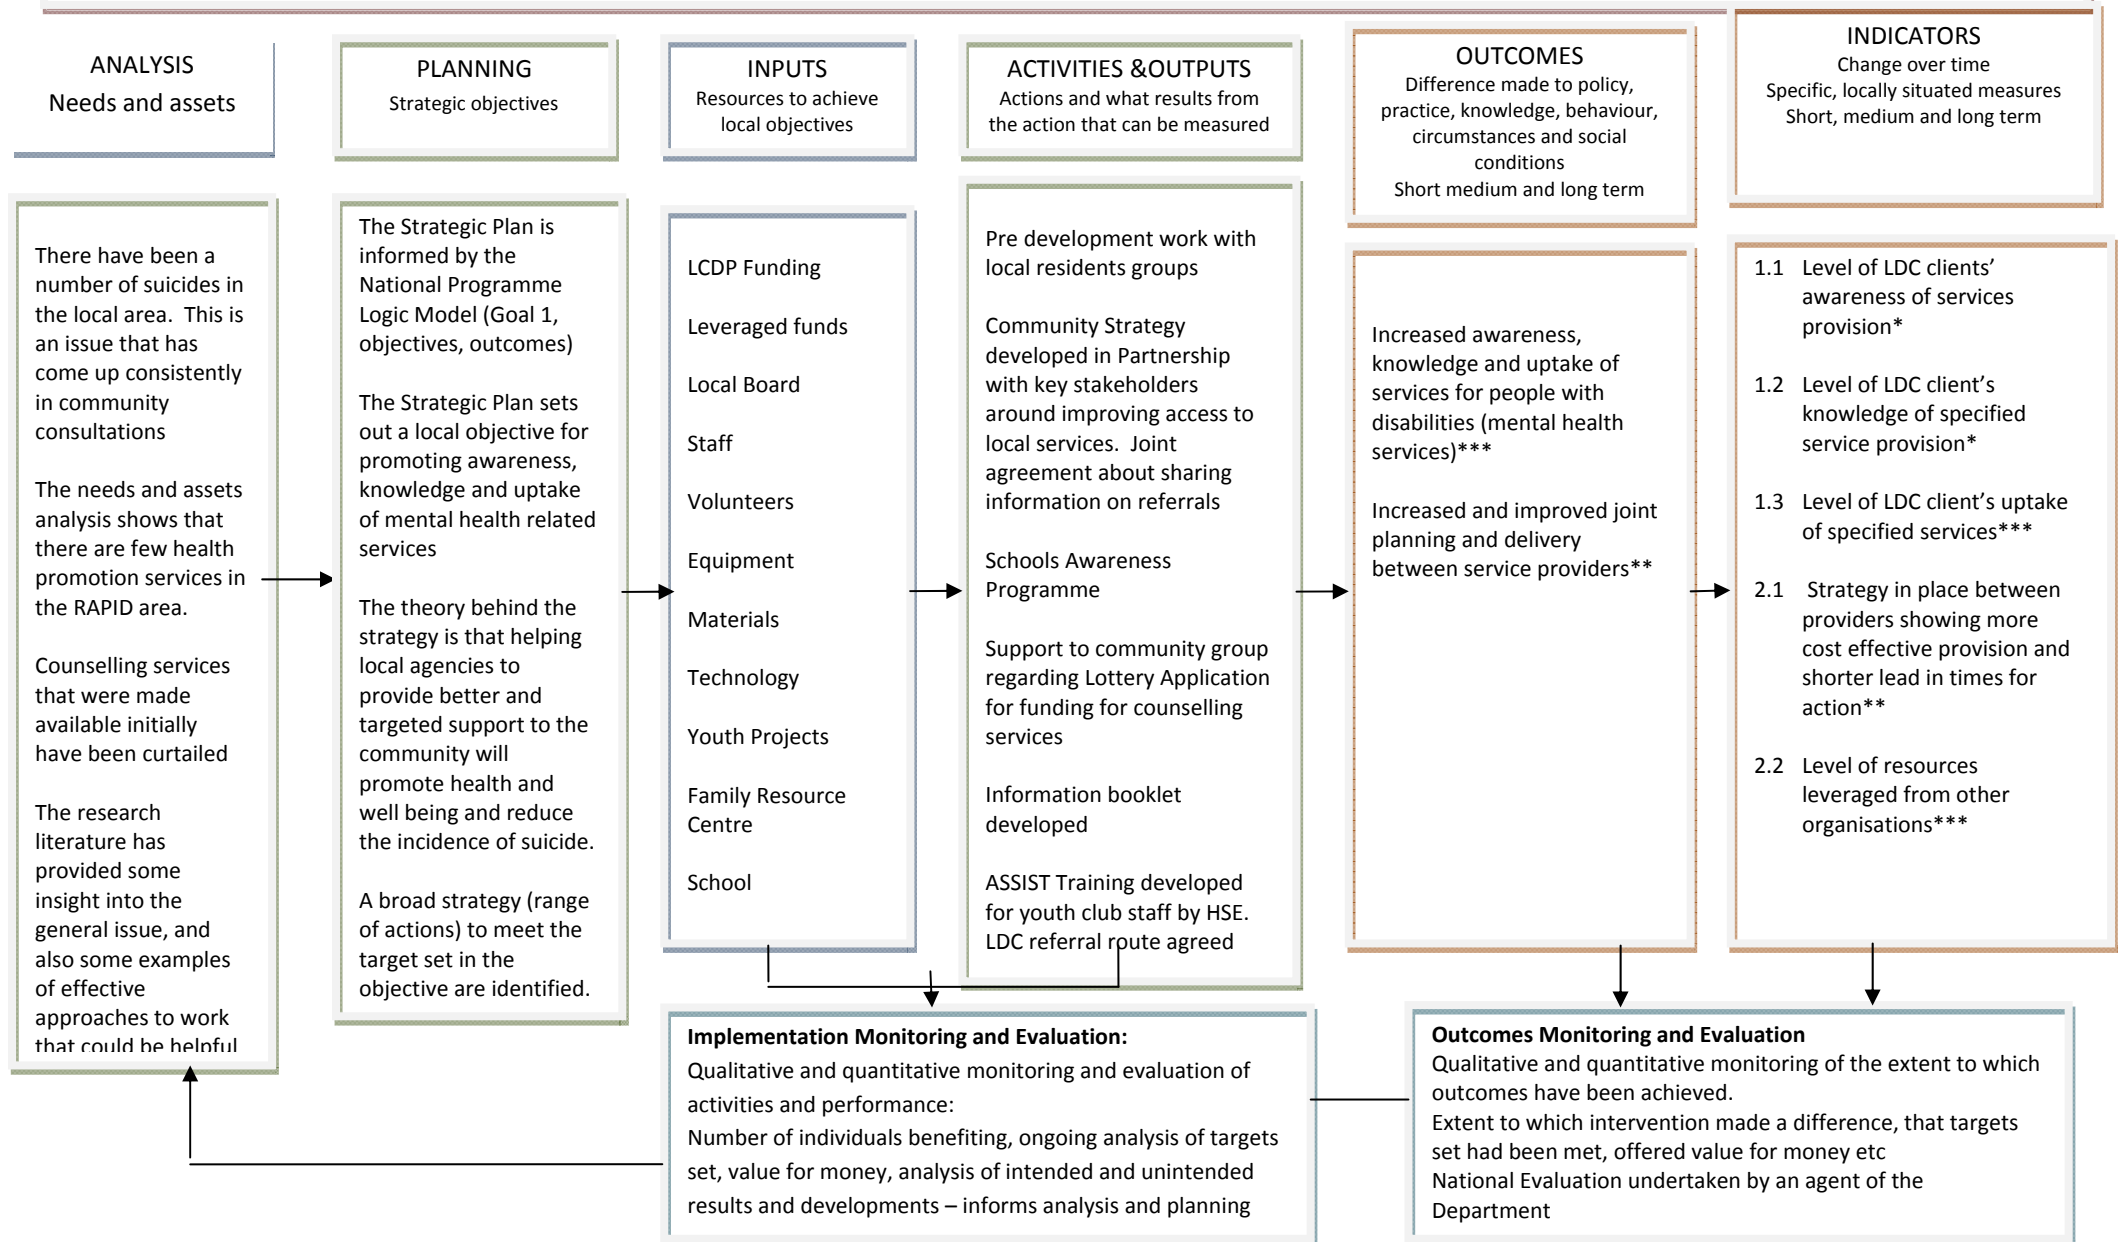 ANALYSIS
Needs and assets
PLANNING
Strategic objectives
INPUTS
Resources to achieve
local objectives
ACTIVITIES &OUTPUTS
Actions and what results from
the action that can be measured
OUTCOMES
Difference made to policy,
practice, knowledge, behaviour,
circumstances and social
conditions
Short medium and long term
INDICATORS
Change over time
Specific, locally situated measures
Short, medium and long term
There have been a
number of suicides in
the local area. This is
an issue that has
come up consistently
in community
consultations
The needs and assets
analysis shows that
there are few health
promotion services in
the RAPID area.
Counselling services
that were made
available initially
have been curtailed
The research
literature has
provided some
insight into the
general issue, and
also some examples
of effective
approaches to work
that could be helpful
The Strategic Plan is
informed by the
National Programme
Logic Model (Goal 1,
objectives, outcomes)
The Strategic Plan sets
out a local objective for
promoting awareness,
knowledge and uptake
of mental health related
services
The theory behind the
strategy is that helping
local agencies to
provide better and
targeted support to the
community will
promote health and
well being and reduce
the incidence of suicide.
A broad strategy (range
of actions) to meet the
target set in the
objective are identified.
LCDP Funding
Leveraged funds
Local Board
Staff
Volunteers
Equipment
Materials
Technology
Youth Projects
Family Resource
Centre
School
Pre development work with
local residents groups
Community Strategy
developed in Partnership
with key stakeholders
around improving access to
local services. Joint
agreement about sharing
information on referrals
Schools Awareness
Programme
Support to community group
regarding Lottery Application
for funding for counselling
services
Information booklet
developed
ASSIST Training developed
for youth club staff by HSE.
LDC referral route agreed
Increased awareness,
knowledge and uptake of
services for people with
disabilities (mental health
services)***
Increased and improved joint
planning and delivery
between service providers**
1.1 Level of LDC clients’
awareness of services
provision*
1.2 Level of LDC client’s
knowledge of specified
service provision*
1.3 Level of LDC client’s uptake
of specified services***
2.1 Strategy in place between
providers showing more
cost effective provision and
shorter lead in times for
action**
2.2 Level of resources
leveraged from other
organisations***
Implementation Monitoring and Evaluation:
Qualitative and quantitative monitoring and evaluation of
activities and performance:
Number of individuals benefiting, ongoing analysis of targets
set, value for money, analysis of intended and unintended
results and developments – informs analysis and planning
Outcomes Monitoring and Evaluation
Qualitative and quantitative monitoring of the extent to which
outcomes have been achieved.
Extent to which intervention made a difference, that targets
set had been met, offered value for money etc
National Evaluation undertaken by an agent of the
Department